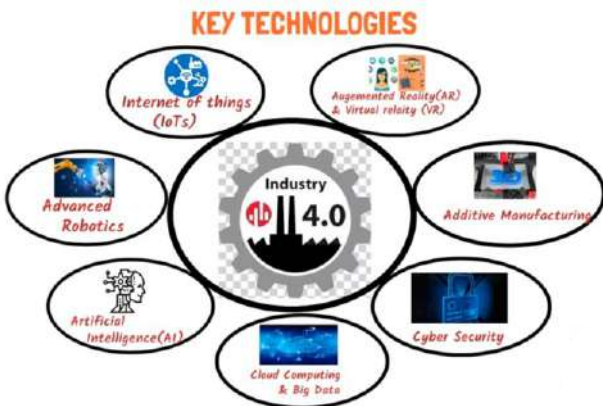 KEY TECHNOLOGIES
Internet of things
(IoTs)
Augemented Reality(AR)
& Virtual relaity (VR)
Advanced
Robotics
Industry
4.0
Additive Manufacturing
Artificial
Intelligence(AI)
Cyber Security
Cloud Computing
& Big Data